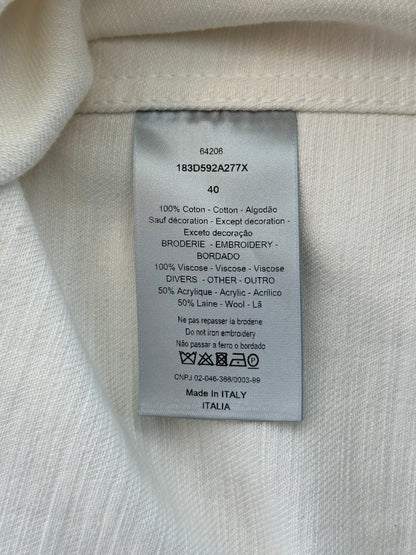 64206
183D592A277X
40
100% Coton - Cotton - Algodão
Sauf décoration - Except decoration -
Exceto decoração
BRODERIE - EMBROIDERY -
BORDADO
100% Viscose - Viscose - Viscose
DIVERS - OTHER - OUTRO
50% Acrylique - Acrylic - Acrílico
50% Laine - Wool - Lã
Ne pas repasser la broderie
Do not iron embroidery
Não passar a ferro o bordado
P
CNPJ 02-046-366/0003-99
Made in ITALY
ITALIA